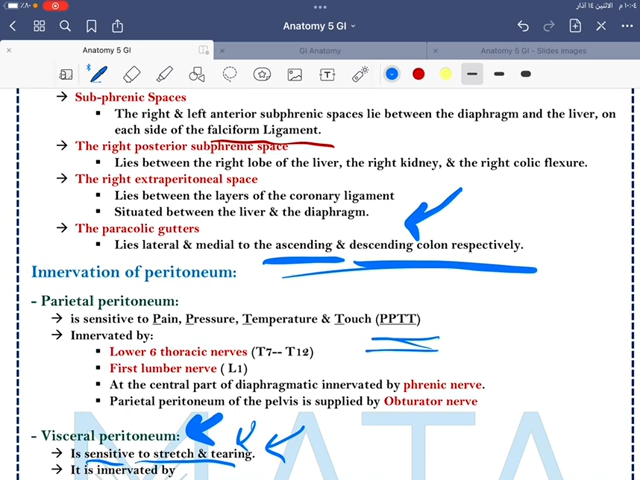 ٪٨٠
١٠:٠٤ م الاثنين ١٤ آذار
Anatomy 5 GI
Anatomy 5 GI
GI Anatomy
Anatomy 5 GI - Slides images
→ Sub-phrenic Spaces
▪ The right & left anterior subphrenic spaces lie between the diaphragm and the liver, on
each side of the falciform Ligament.
→ The right posterior subphrenic space
▪ Lies between the right lobe of the liver, the right kidney, & the right colic flexure.
→ The right extraperitoneal space
▪ Lies between the layers of the coronary ligament
▪ Situated between the liver & the diaphragm.
→ The paracolic gutters
▪ Lies lateral & medial to the ascending & descending colon respectively.
Innervation of peritoneum:
- Parietal peritoneum:
→ is sensitive to Pain, Pressure, Temperature & Touch (PPTT)
→ Innervated by:
▪ Lower 6 thoracic nerves (T7-- T12)
▪ First lumber nerve ( L1)
▪ At the central part of diaphragmatic innervated by phrenic nerve.
▪ Parietal peritoneum of the pelvis is supplied by Obturator nerve
- Visceral peritoneum:
→ Is sensitive to stretch & tearing.
→ It is innervated by